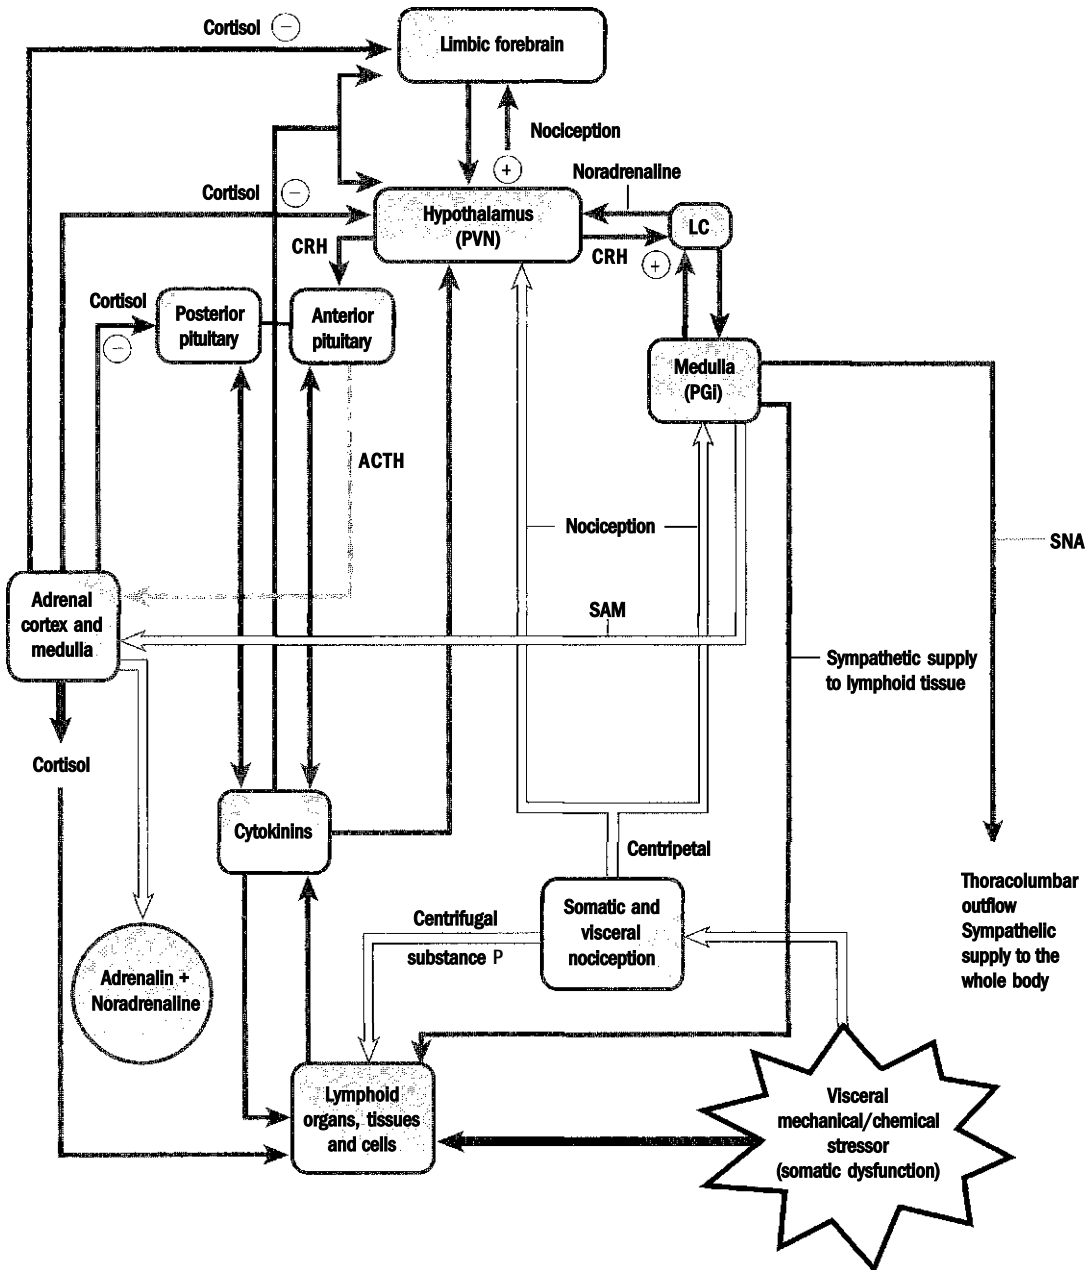 Cortisol −
Limbic forebrain
Nociception
+
Noradrenaline
Cortisol −
Hypothalamus
(PVN)
LC
CRH
CRH
+
Cortisol
−
Posterior
pituitary
Anterior
pituitary
Medulla
(PGi)
ACTH
Nociception
SNA
Adrenal
cortex and
medulla
SAM
Sympathetic supply
to lymphoid tissue
Cortisol
Cytokinins
Centripetal
Thoracolumbar
outflow
Sympathelic
supply to the
whole body
Somatic and
visceral
nociception
Centrifugal
substance P
Adrenalin +
Noradrenaline
Lymphoid
organs, tissues
and cells
Visceral
mechanical/chemical
stressor
(somatic dysfunction)